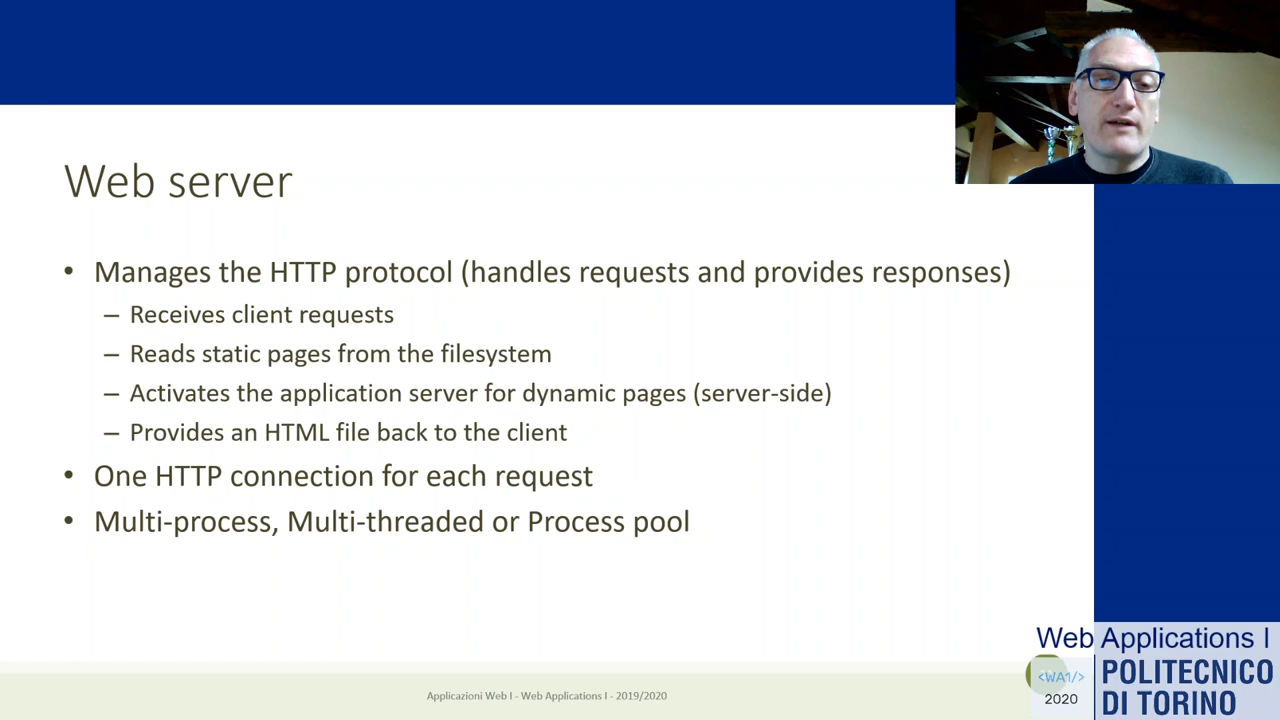 Web server
• Manages the HTTP protocol (handles requests and provides responses)
– Receives client requests
– Reads static pages from the filesystem
– Activates the application server for dynamic pages (server-side)
– Provides an HTML file back to the client
• One HTTP connection for each request
• Multi-process, Multi-threaded or Process pool
Applicazioni Web I - Web Applications I - 2019/2020
Web Applications I
<WA1/>
2020
POLITECNICO
DI TORINO